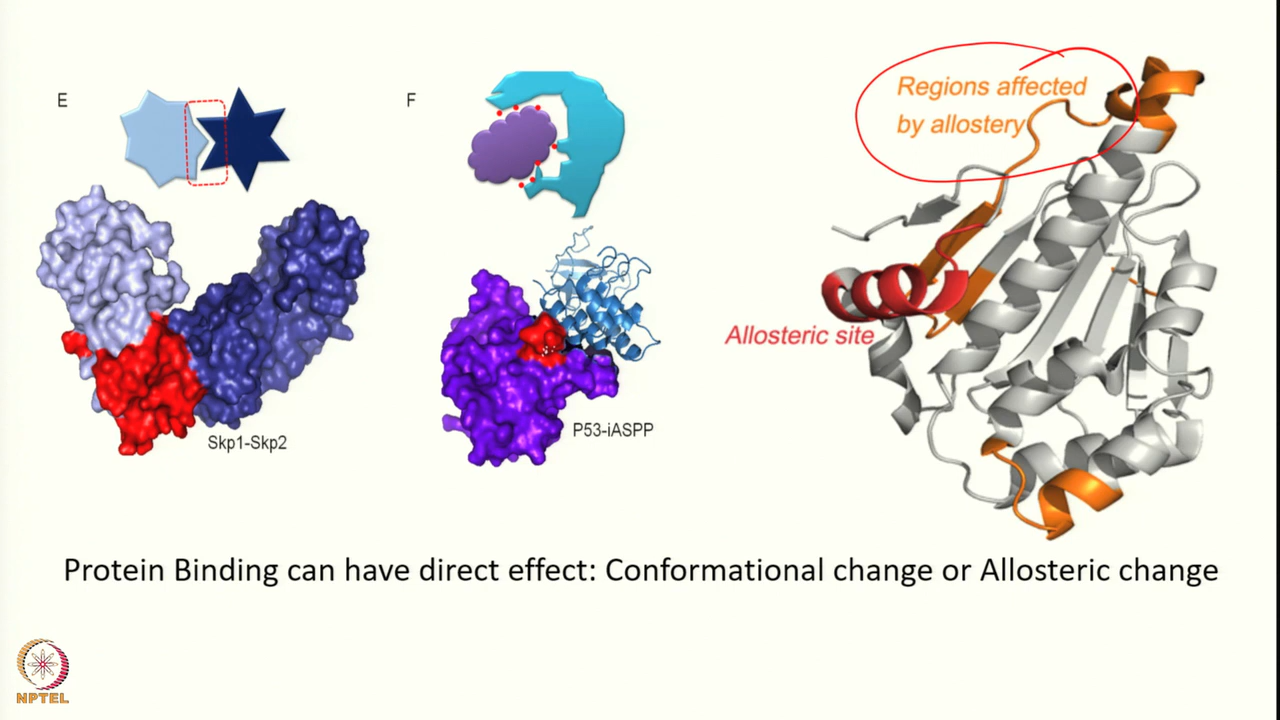 E
F
Regions affected
by allostery
Allosteric site
Skp1-Skp2
P53-iASPP
Protein Binding can have direct effect: Conformational change or Allosteric change
NPTEL